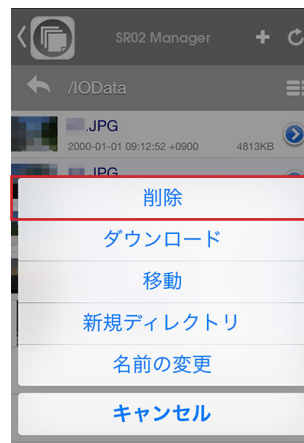 SR02 Manager
/IOData
.JPG
2000-01-01 09:12:52 +0900 4813KB
.JPG
削除
ダウンロード
移動
新規ディレクトリ
名前の変更
キャンセル